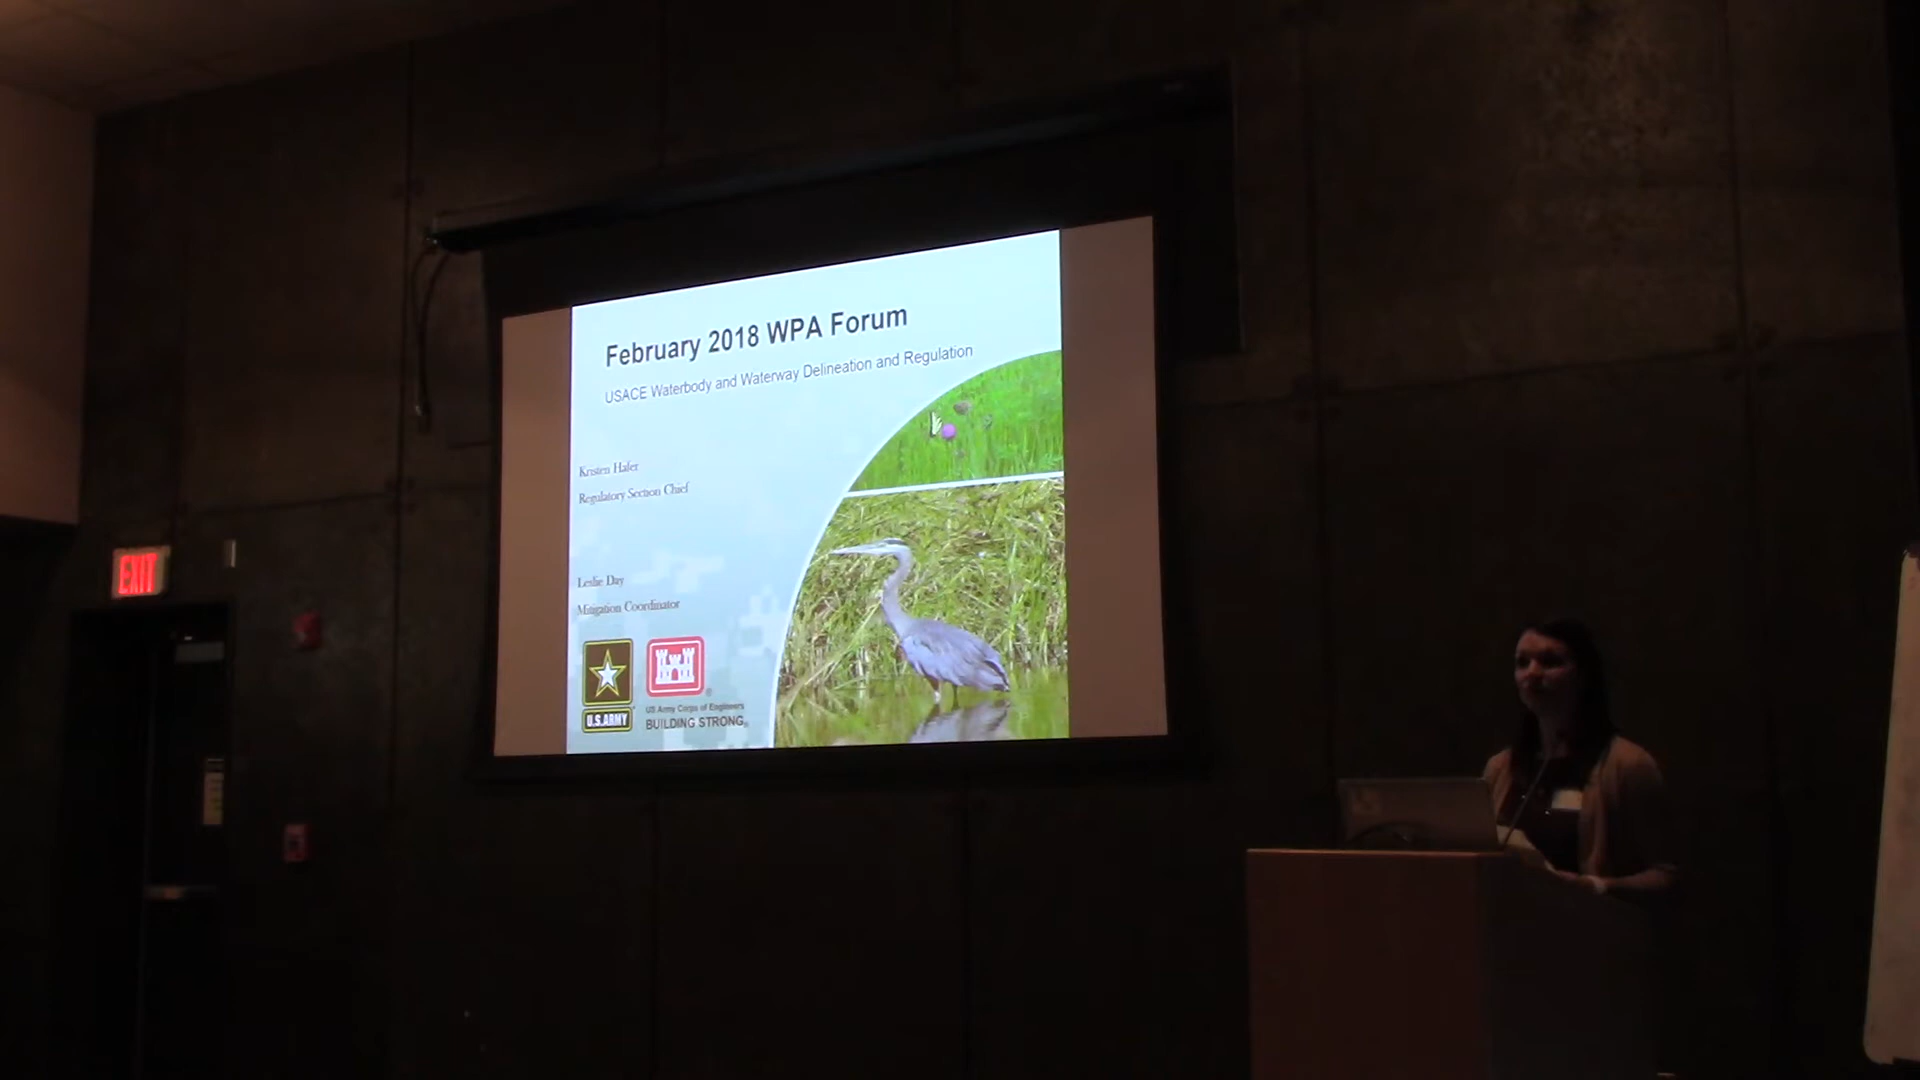 February 2018 WPA Forum
USACE Waterbody and Waterway Delineation and Regulation
Kristen Hafer
Regulatory Section Chief
Leslie Day
Mitigation Coordinator
U.S.ARMY
US Army Corps of Engineers
BUILDING STRONG®
EXIT